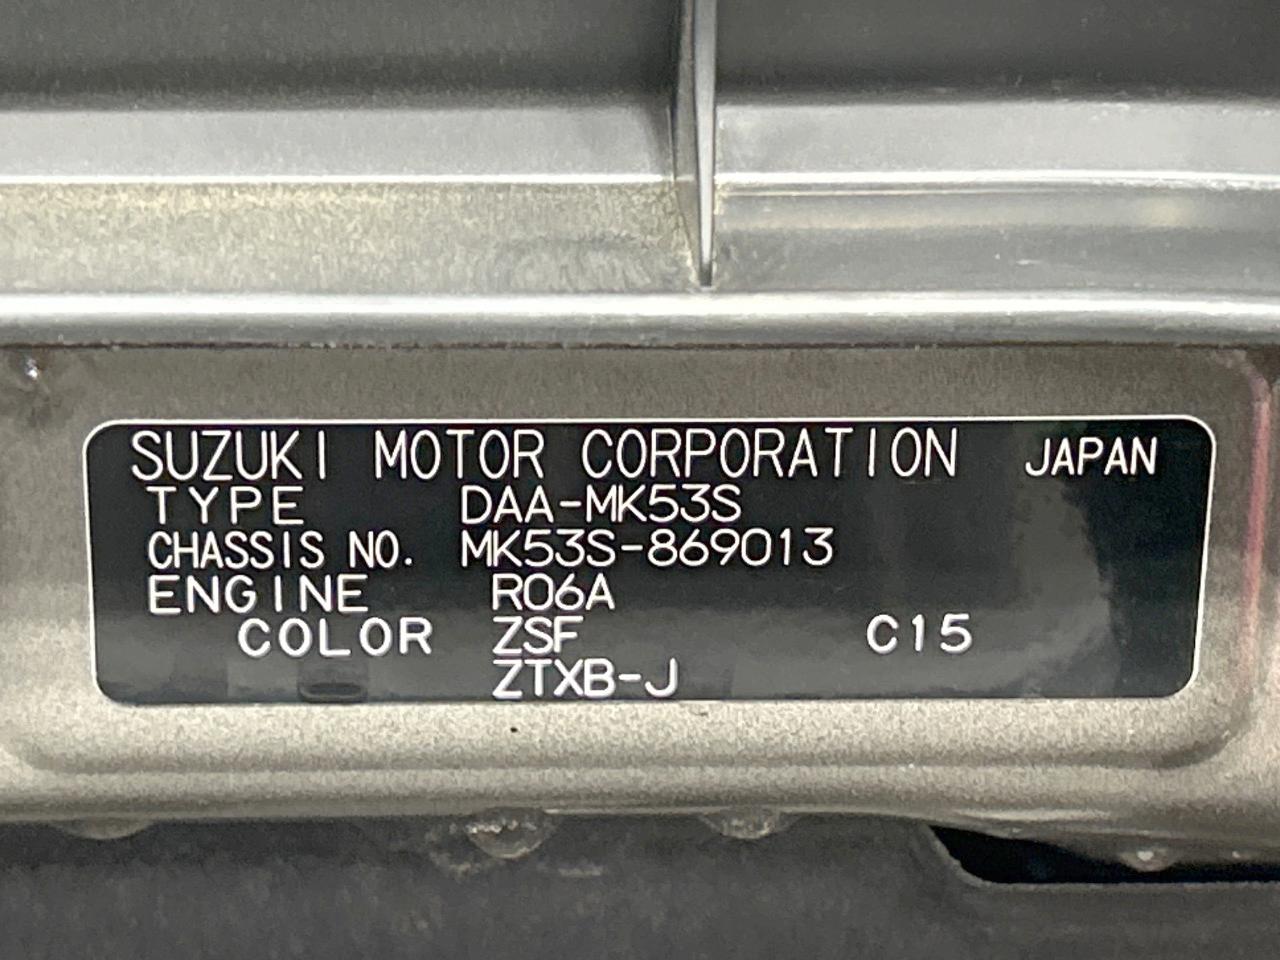 SUZUKI MOTOR CORPORATION JAPAN
TYPE DAA-MK53S
CHASSIS NO. MK53S-869013
ENGINE R06A
COLOR ZSF C15
ZTXB-J